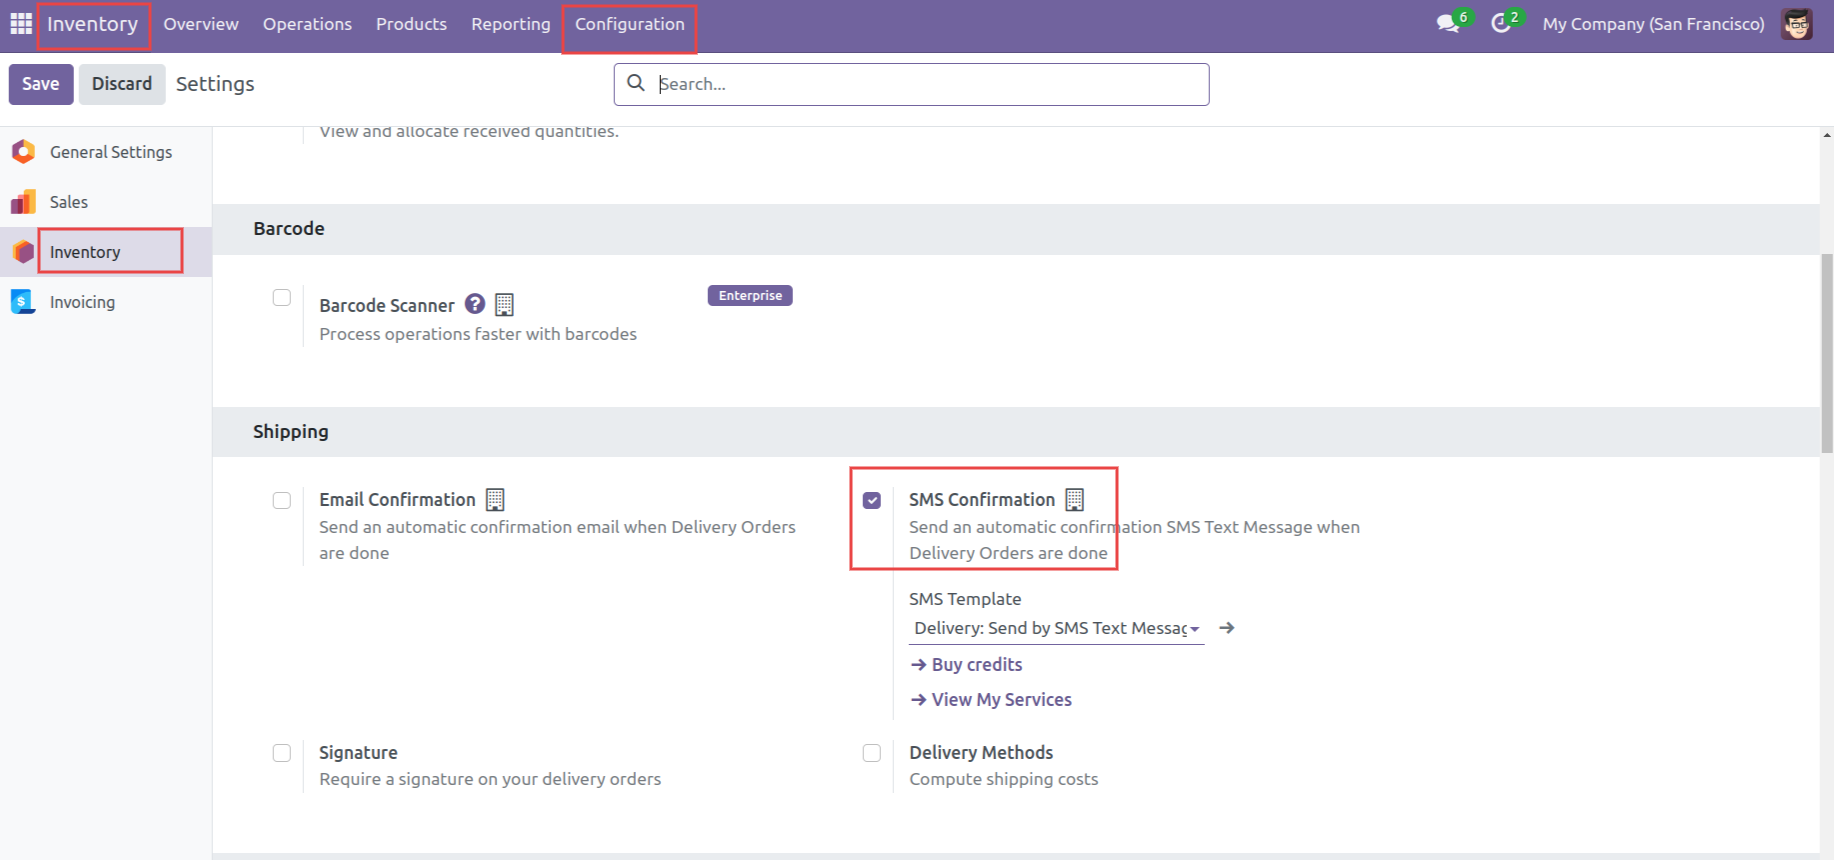 Inventory Overview Operations Products Reporting Configuration 6 2 My Company (San Francisco)
Save Discard Settings Search...
View and allocate received quantities.
General Settings
Sales
Inventory
Invoicing
Barcode
Barcode Scanner ? Enterprise
Process operations faster with barcodes
Shipping
Email Confirmation
Send an automatic confirmation email when Delivery Orders
are done
SMS Confirmation
Send an automatic confirmation SMS Text Message when
Delivery Orders are done
SMS Template
Delivery: Send by SMS Text Messag
Buy credits
View My Services
Signature
Require a signature on your delivery orders
Delivery Methods
Compute shipping costs